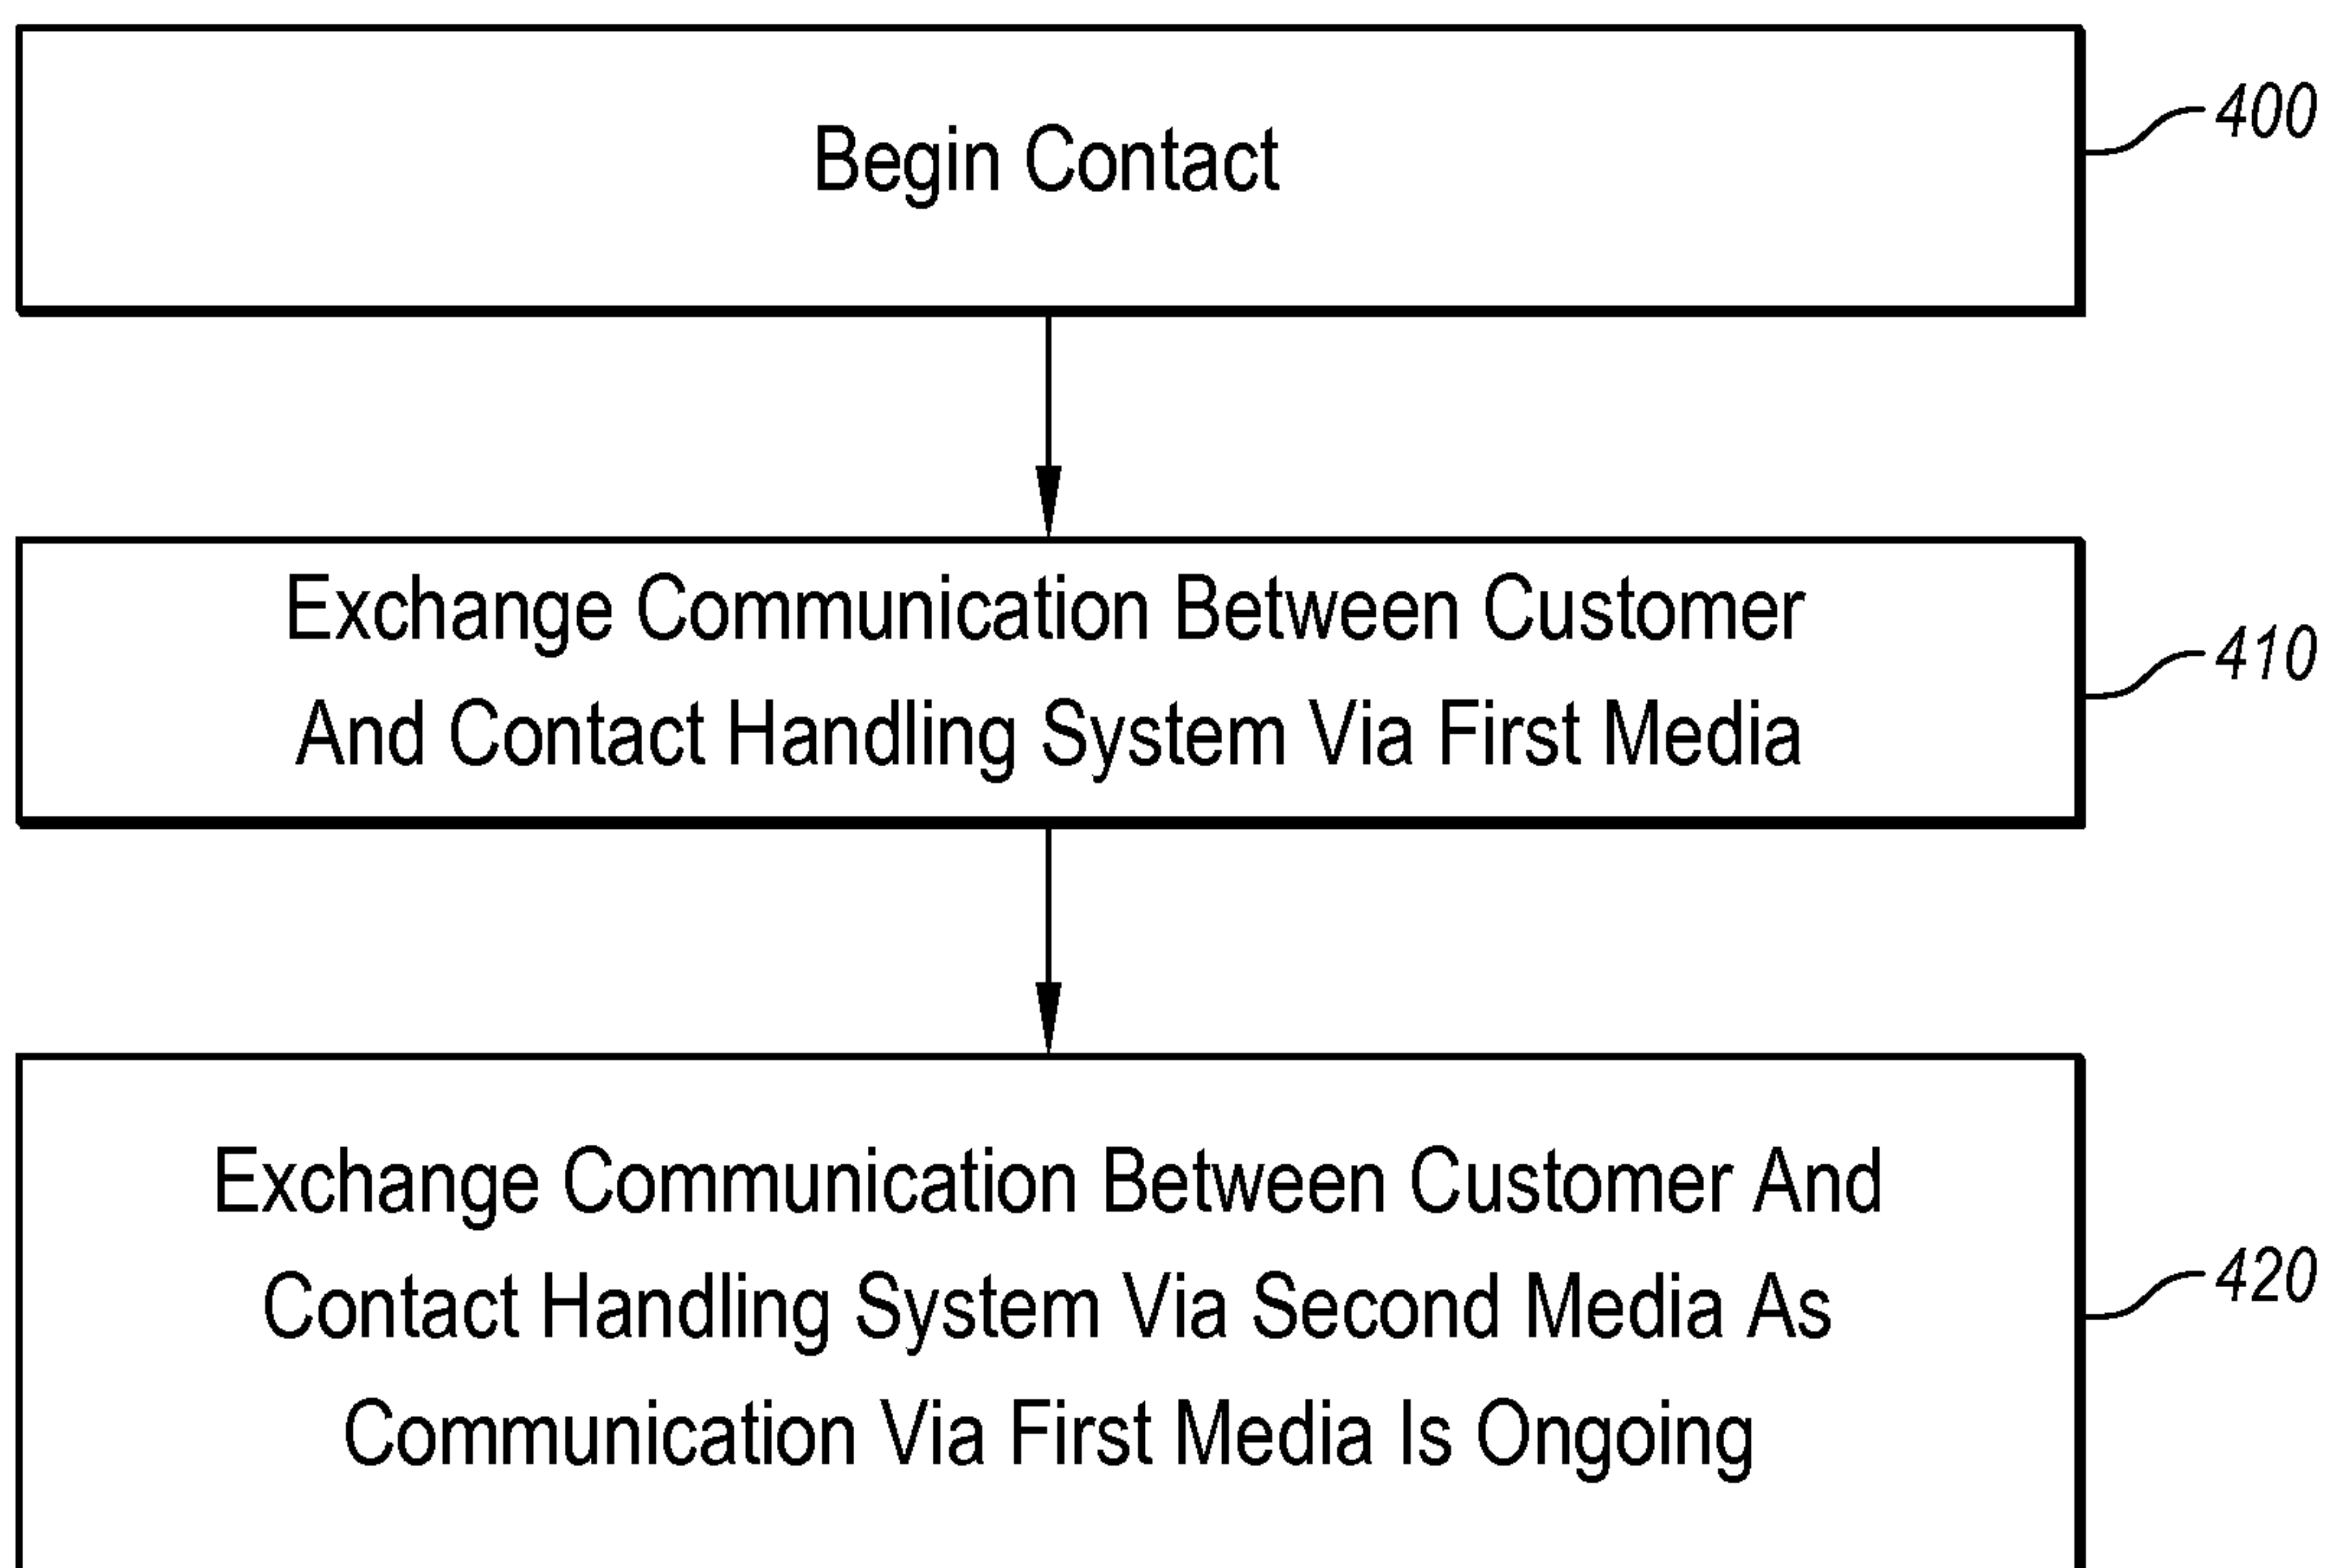 Begin Contact
400
Exchange Communication Between Customer
And Contact Handling System Via First Media
410
Exchange Communication Between Customer And
Contact Handling System Via Second Media As
Communication Via First Media Is Ongoing
420